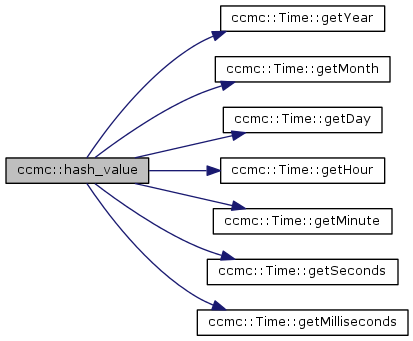 ccmc::Time::getYear
ccmc::Time::getMonth
ccmc::Time::getDay
ccmc::hash_value
ccmc::Time::getHour
ccmc::Time::getMinute
ccmc::Time::getSeconds
ccmc::Time::getMilliseconds